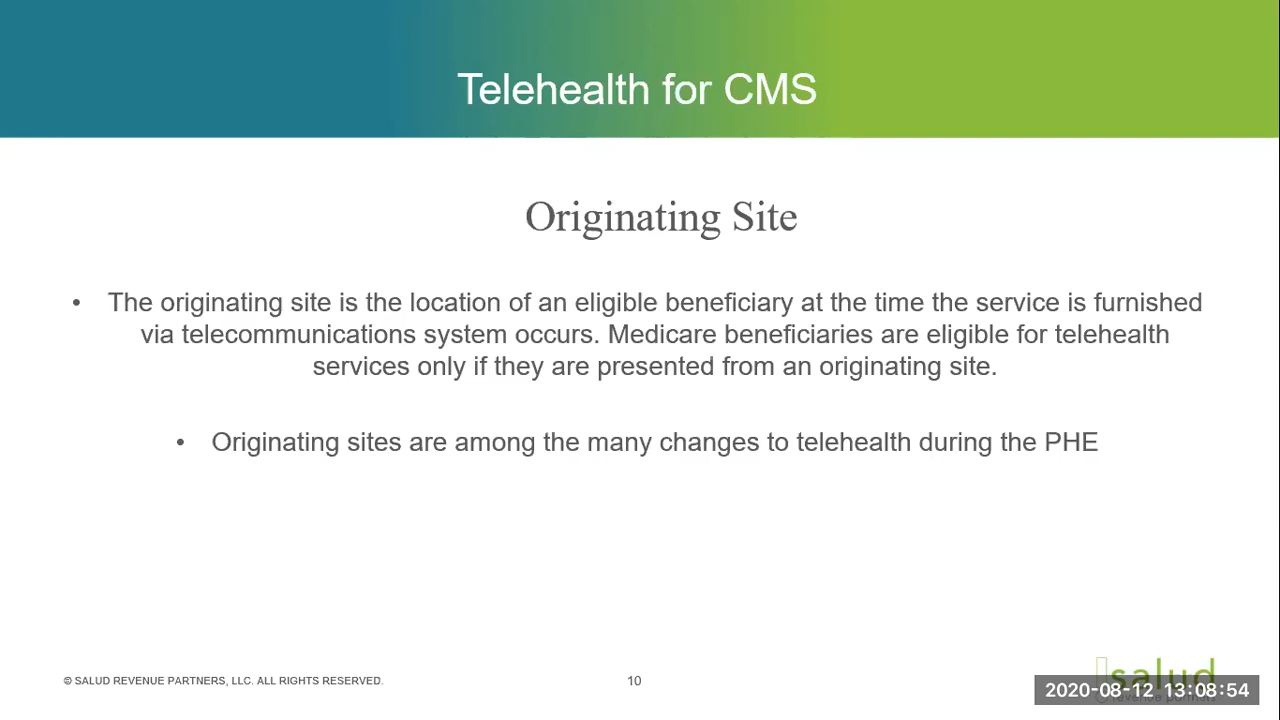 Telehealth for CMS
Originating Site
• The originating site is the location of an eligible beneficiary at the time the service is furnished
via telecommunications system occurs. Medicare beneficiaries are eligible for telehealth
services only if they are presented from an originating site.
• Originating sites are among the many changes to telehealth during the PHE
© SALUD REVENUE PARTNERS, LLC. ALL RIGHTS RESERVED.
10
salud
2020-08-12 13:08:54